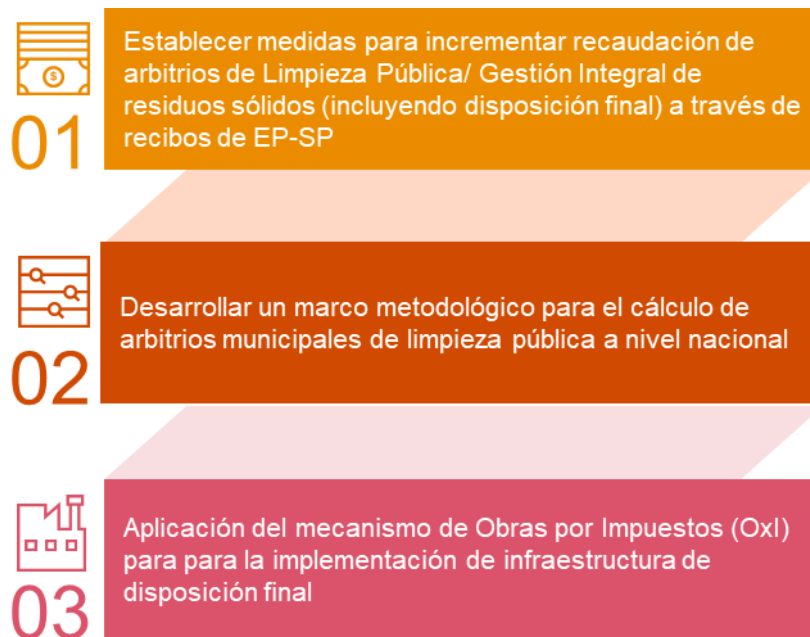 Establecer medidas para incrementar recaudación de
arbitrios de Limpieza Pública/ Gestión Integral de
residuos sólidos (incluyendo disposición final) a través de
recibos de EP-SP
01
Desarrollar un marco metodológico para el cálculo de
arbitrios municipales de limpieza pública a nivel nacional
02
Aplicación del mecanismo de Obras por Impuestos (OxI)
para para la implementación de infraestructura de
disposición final
03